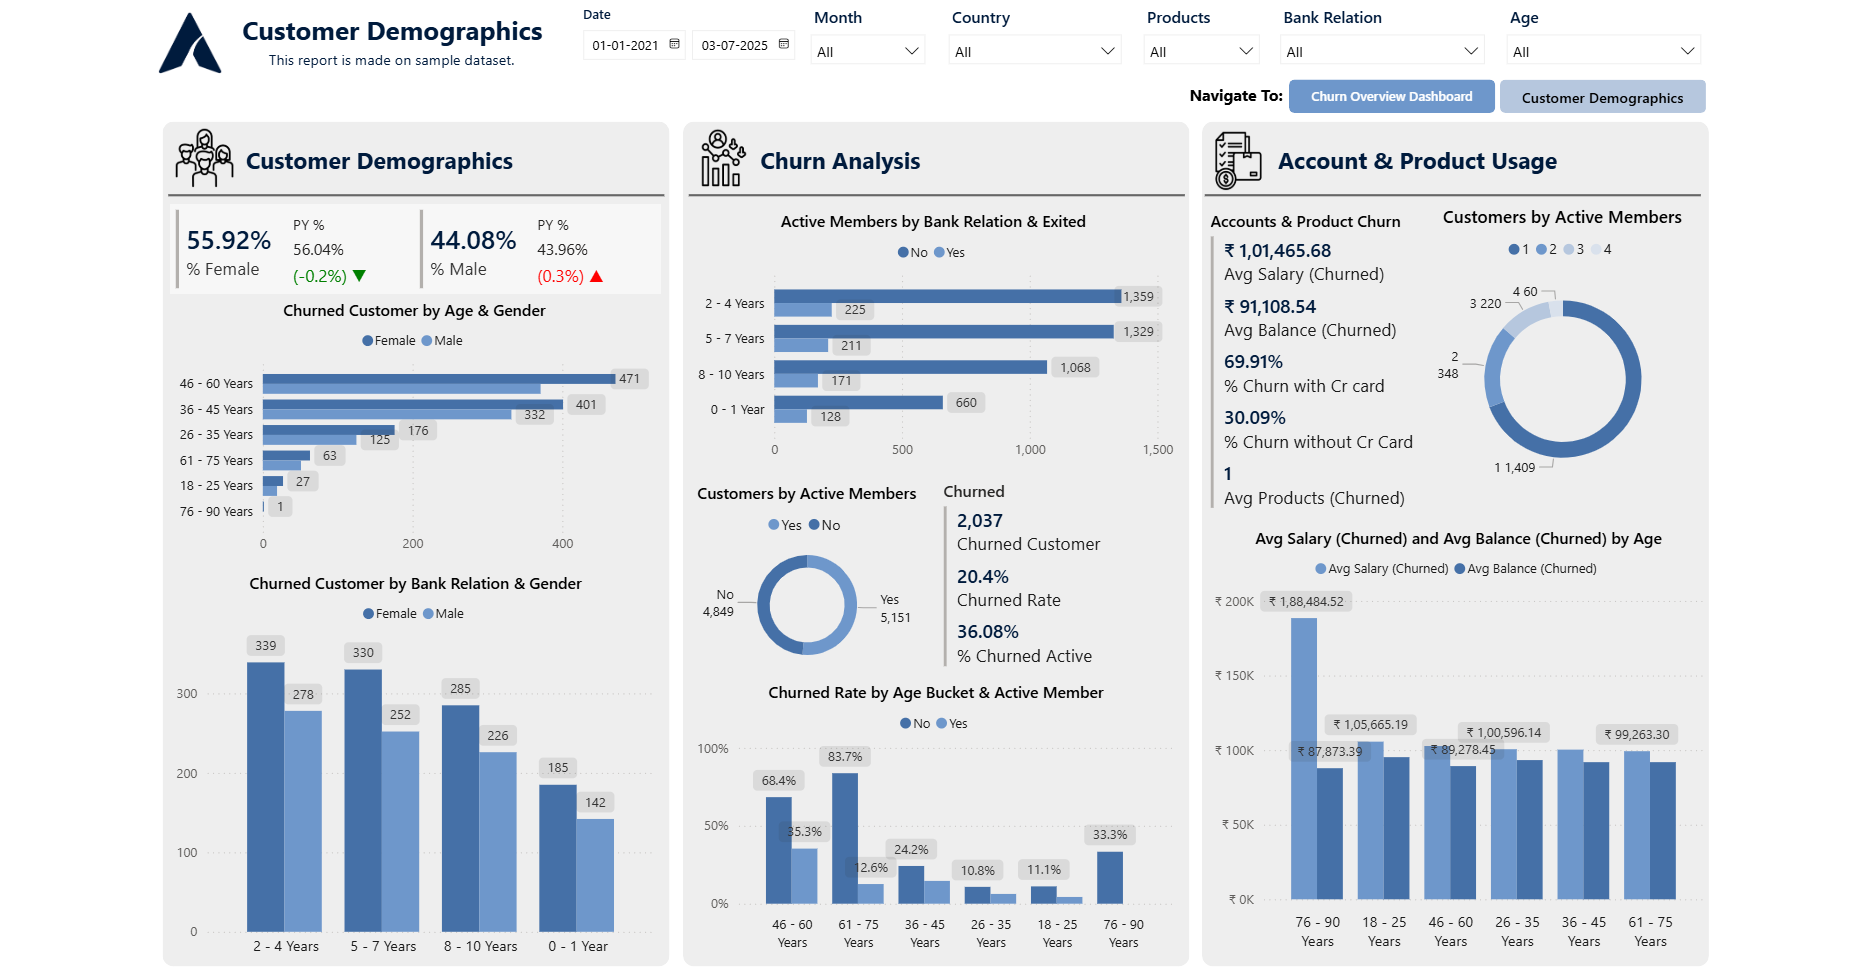 Customer Demographics
This report is made on sample dataset.
Date
01-01-2021
03-07-2025
Month
All
Country
All
Products
All
Bank Relation
All
Age
All
Navigate To:
Churn Overview Dashboard
Customer Demographics
Customer Demographics
55.92%
% Female
PY %
56.04%
(-0.2%)
44.08%
% Male
PY %
43.96%
(0.3%)
Churned Customer by Age & Gender
Female Male
46 - 60 Years
471
36 - 45 Years
401
332
26 - 35 Years
176
125
61 - 75 Years
63
18 - 25 Years
27
76 - 90 Years
1
0 200 400
Churned Customer by Bank Relation & Gender
Female Male
300
200
100
0
339
278
330
252
285
226
185
142
2 - 4 Years
5 - 7 Years
8 - 10 Years
0 - 1 Year
Churn Analysis
Active Members by Bank Relation & Exited
No Yes
2 - 4 Years
1,359
225
5 - 7 Years
1,329
211
8 - 10 Years
1,068
171
0 - 1 Year
660
128
0 500 1,000 1,500
Customers by Active Members
Yes No
No
4,849
Yes
5,151
Churned
2,037
Churned Customer
20.4%
Churned Rate
36.08%
% Churned Active
Churned Rate by Age Bucket & Active Member
No Yes
100%
50%
0%
68.4%
35.3%
83.7%
12.6%
24.2%
10.8%
11.1%
33.3%
46 - 60
Years
61 - 75
Years
36 - 45
Years
26 - 35
Years
18 - 25
Years
76 - 90
Years
Account & Product Usage
Accounts & Product Churn
₹ 1,01,465.68
Avg Salary (Churned)
₹ 91,108.54
Avg Balance (Churned)
69.91%
% Churn with Cr card
30.09%
% Churn without Cr Card
1
Avg Products (Churned)
Customers by Active Members
1 2 3 4
4 60
3 220
2
348
1 1,409
Avg Salary (Churned) and Avg Balance (Churned) by Age
Avg Salary (Churned) Avg Balance (Churned)
₹ 200K
₹ 150K
₹ 100K
₹ 50K
₹ 0K
₹ 1,88,484.52
₹ 87,873.39
₹ 1,05,665.19
₹ 89,278.45
₹ 1,00,596.14
₹ 99,263.30
76 - 90
Years
18 - 25
Years
46 - 60
Years
26 - 35
Years
36 - 45
Years
61 - 75
Years